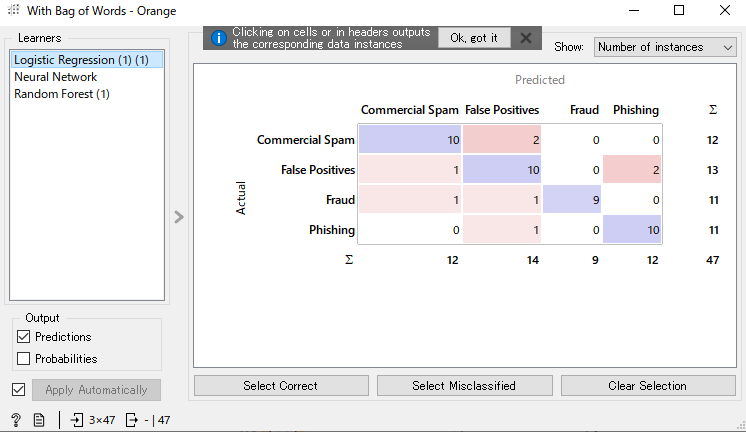 With Bag of Words - Orange
Learners
Logistic Regression (1) (1)
Neural Network
Random Forest (1)
Output
Predictions
Probabilities
Apply Automatically
3×47
- | 47
Clicking on cells or in headers outputs
the corresponding data instances
Ok, got it
Show: Number of instances
Predicted
Commercial Spam False Positives Fraud Phishing Σ
Commercial Spam 10 2 0 0 12
False Positives 1 10 0 2 13
Actual
Fraud 1 1 9 0 11
Phishing 0 1 0 10 11
Σ 12 14 9 12 47
Select Correct Select Misclassified Clear Selection